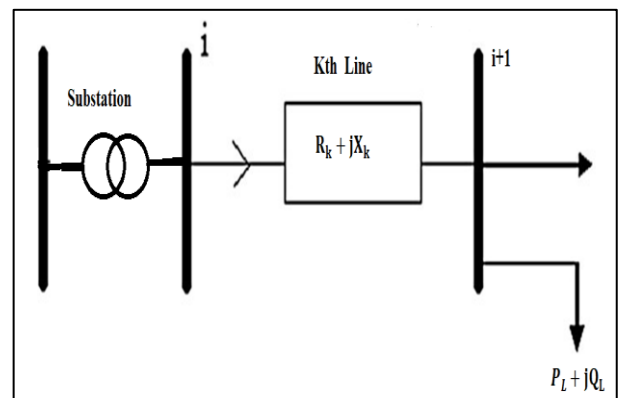 i
i+1
Kth Line
Substation
R_k + jX_k
P_L + jQ_L